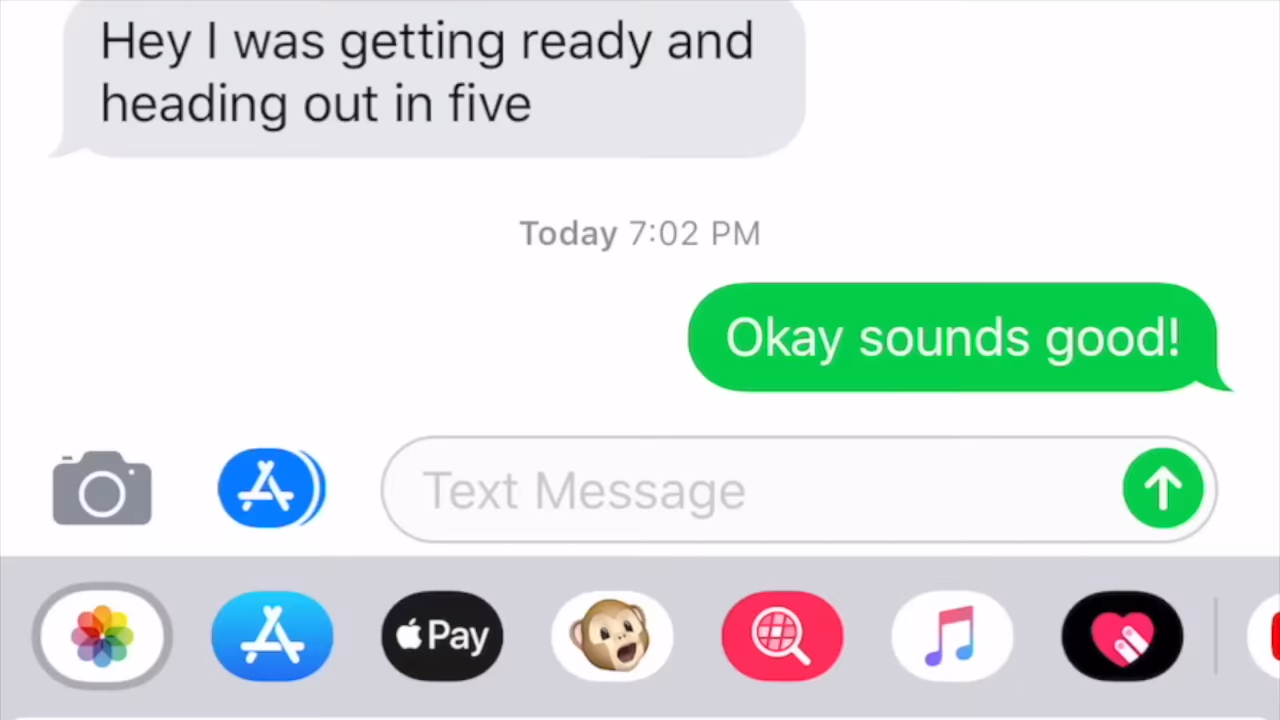 Hey I was getting ready and
heading out in five
Today 7:02 PM
Okay sounds good!
Text Message
Pay